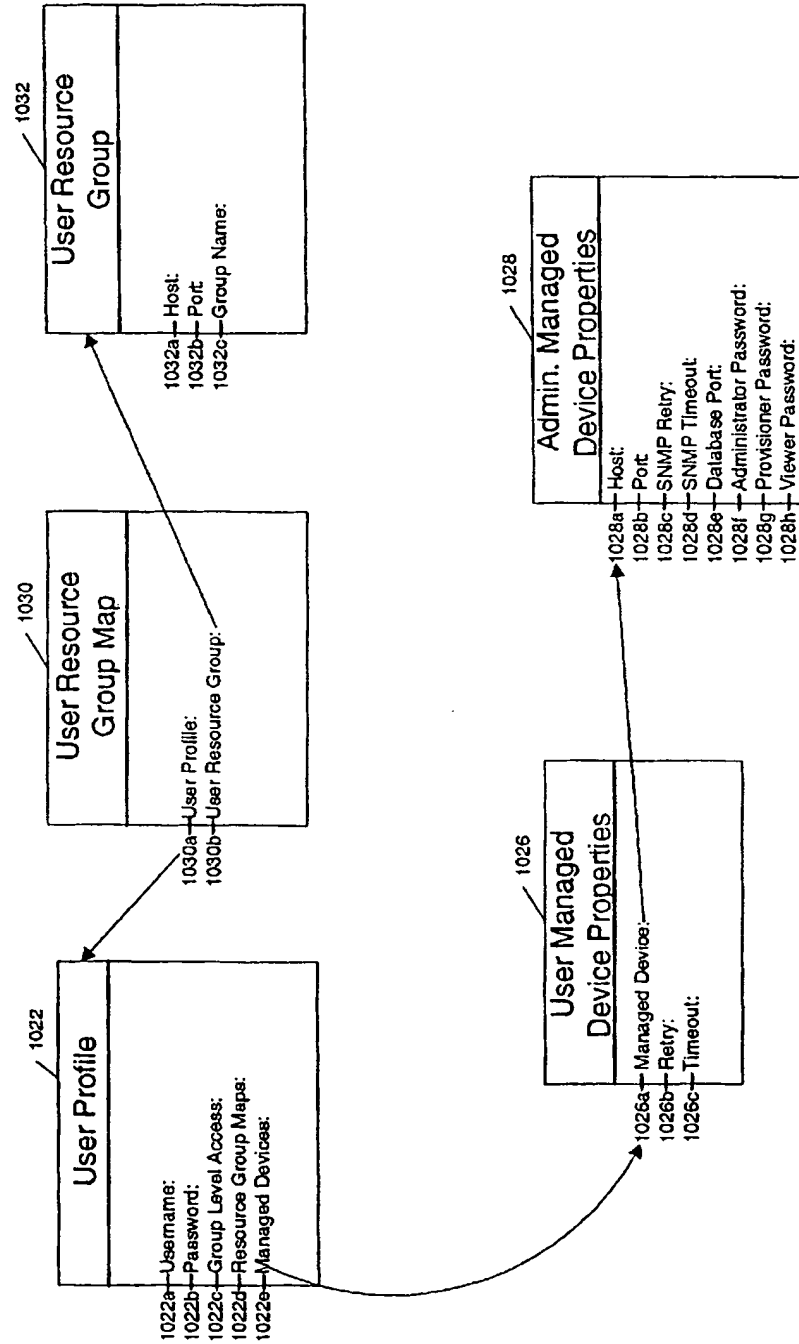 1022
User Profile
1022a Username:
1022b Password:
1022c Group Level Access:
1022d Resource Group Maps:
1022e Managed Devices:
1030
User Resource
Group Map
1030a User Profile:
1030b User Resource Group:
1032
User Resource
Group
1032a Host:
1032b Port:
1032c Group Name:
1026
User Managed
Device Properties
1026a Managed Device:
1026b Retry:
1026c Timeout:
1028
Admin. Managed
Device Properties
1028a Host:
1028b Port:
1028c SNMP Retry:
1028d SNMP Timeout:
1028e Database Port:
1028f Administrator Password:
1028g Provisioner Password:
1028h Viewer Password: